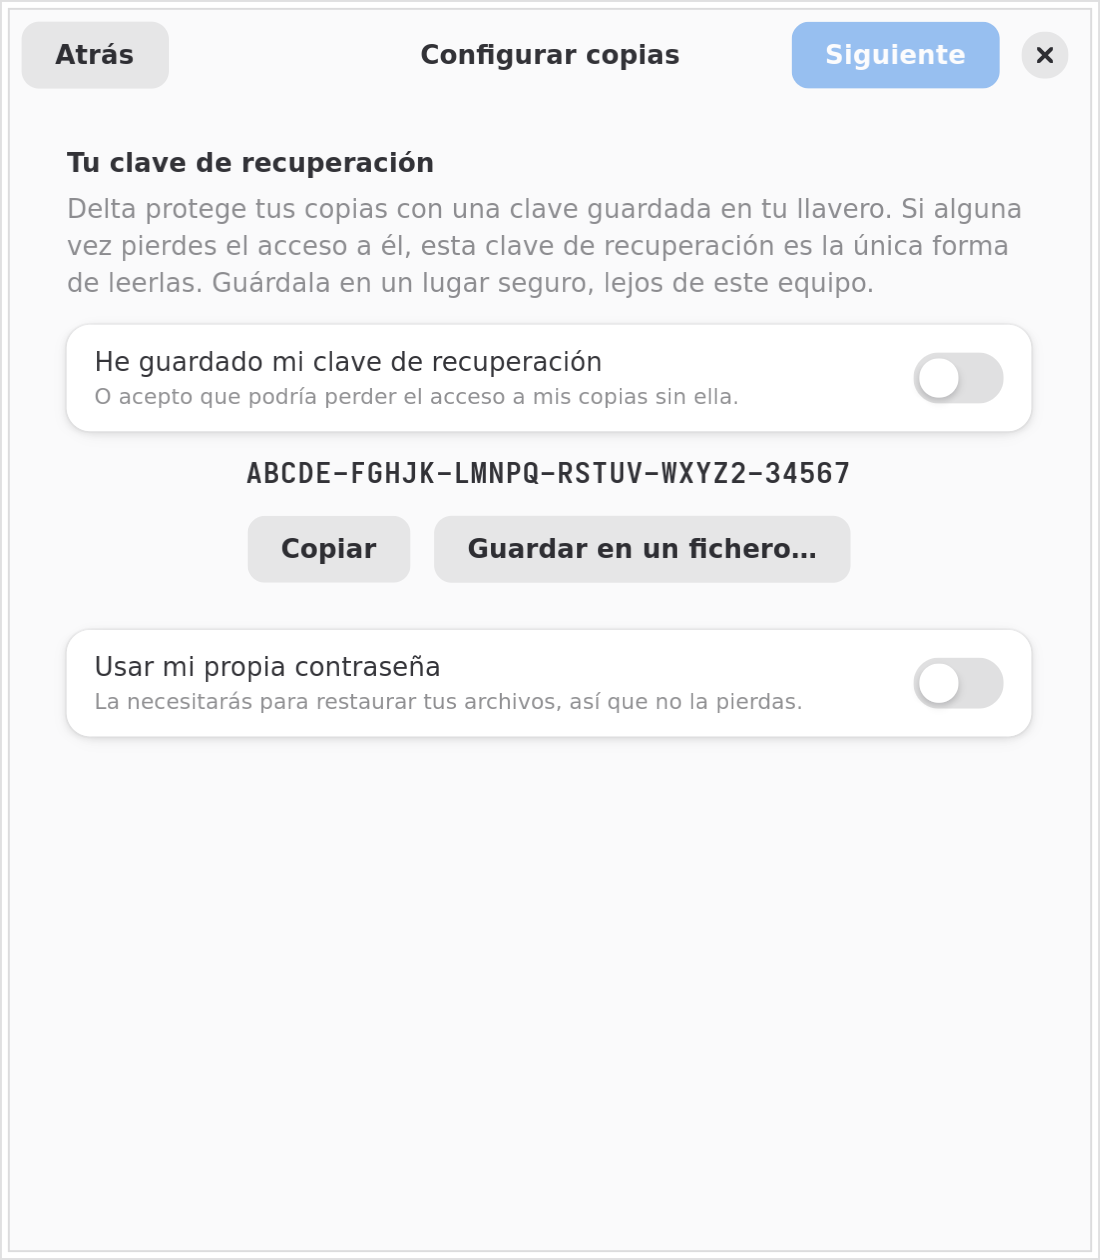 Atrás
Configurar copias
Siguiente
Tu clave de recuperación
Delta protege tus copias con una clave guardada en tu llavero. Si alguna
vez pierdes el acceso a él, esta clave de recuperación es la única forma
de leerlas. Guárdala en un lugar seguro, lejos de este equipo.
He guardado mi clave de recuperación
O acepto que podría perder el acceso a mis copias sin ella.
ABCDE-FGHJK-LMNPQ-RSTUV-WXYZ2-34567
Copiar
Guardar en un fichero…
Usar mi propia contraseña
La necesitarás para restaurar tus archivos, así que no la pierdas.